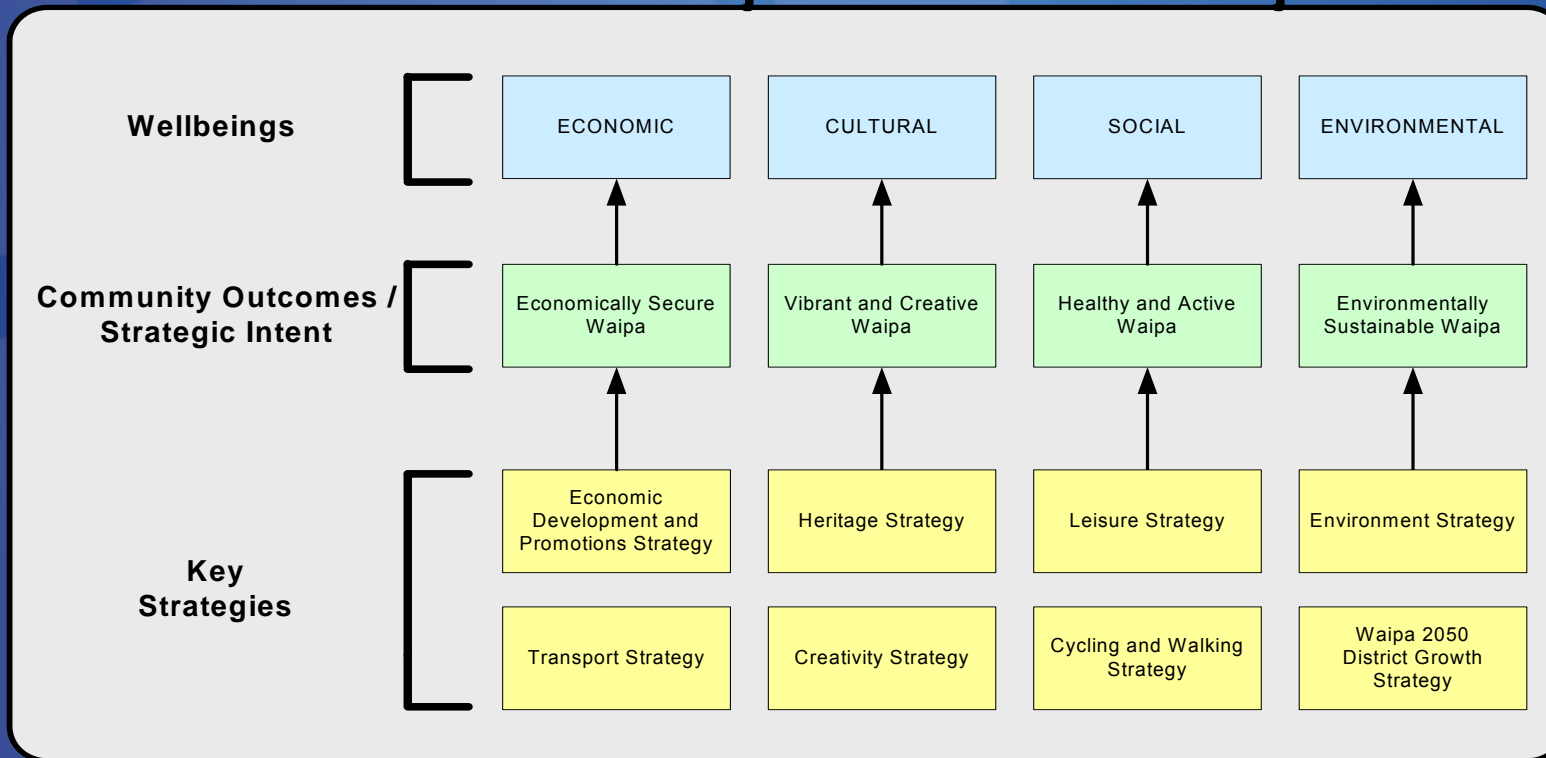 Wellbeings
ECONOMIC
CULTURAL
SOCIAL
ENVIRONMENTAL
Community Outcomes /
Strategic Intent
Economically Secure
Waipa
Vibrant and Creative
Waipa
Healthy and Active
Waipa
Environmentally
Sustainable Waipa
Key
Strategies
Economic
Development and
Promotions Strategy
Heritage Strategy
Leisure Strategy
Environment Strategy
Transport Strategy
Creativity Strategy
Cycling and Walking
Strategy
Waipa 2050
District Growth
Strategy